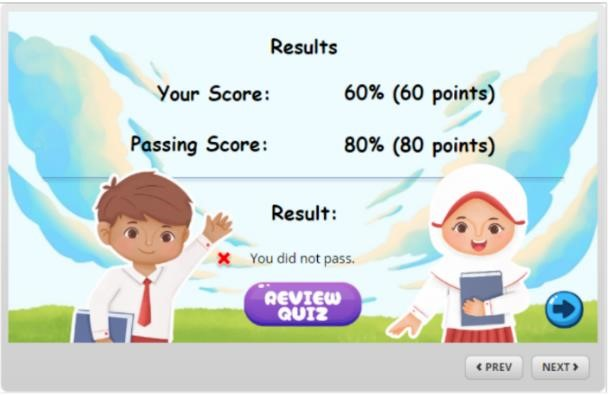 Results
Your Score: 60% (60 points)
Passing Score: 80% (80 points)
Result:
You did not pass.
REVIEW
QUIZ
PREV NEXT